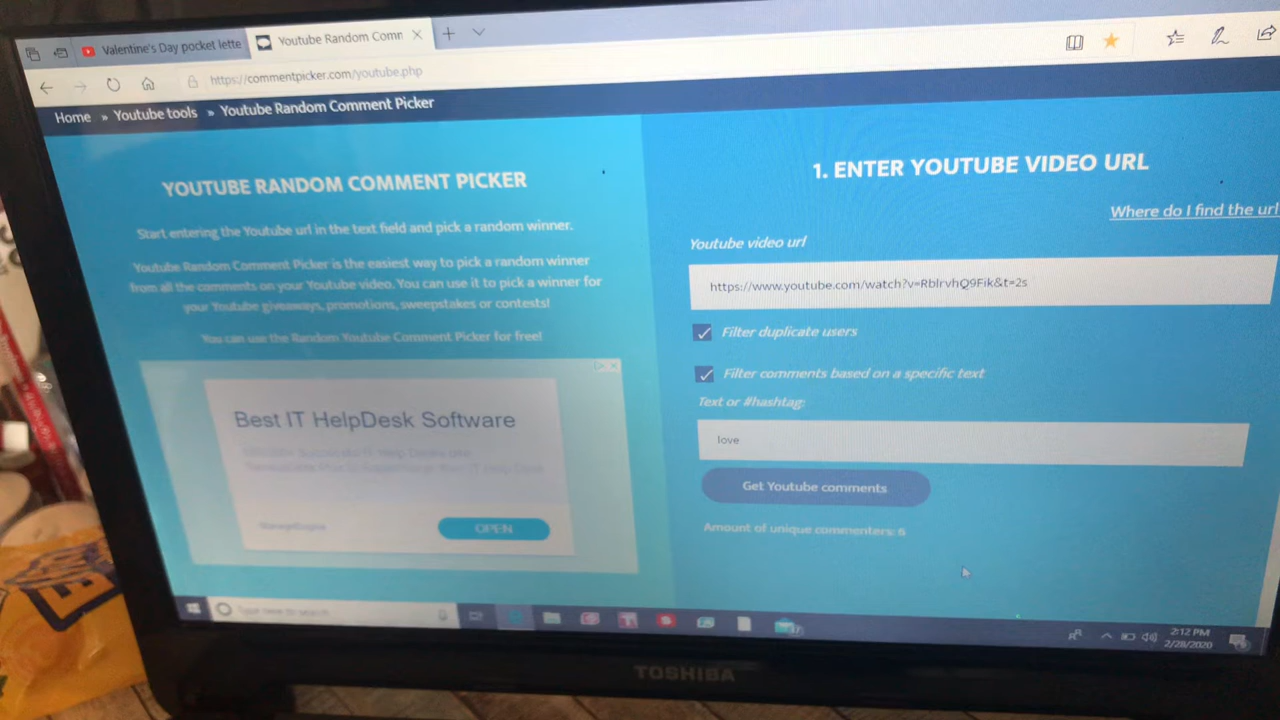 Valentine's Day pocket lette
Youtube Random Comm
https://commentpicker.com/youtube.php
Home » Youtube tools » Youtube Random Comment Picker
YOUTUBE RANDOM COMMENT PICKER
Start entering the Youtube url in the text field and pick a random winner.
Youtube Random Comment Picker is the easiest way to pick a random winner
from all the comments on your Youtube video. You can use it to pick a winner for
your Youtube giveaways, promotions, sweepstakes or contests!
You can use the Random Youtube Comment Picker for free!
Best IT HelpDesk Software
ManageEngine
OPEN
1. ENTER YOUTUBE VIDEO URL
Where do I find the url
Youtube video url
https://www.youtube.com/watch?v=RblrvhQ9Fik&t=2s
Filter duplicate users
Filter comments based on a specific text
Text or #hashtag:
love
Get Youtube comments
Amount of unique commenters: 6
Type here to search
2:12 PM
2/28/2020
TOSHIBA